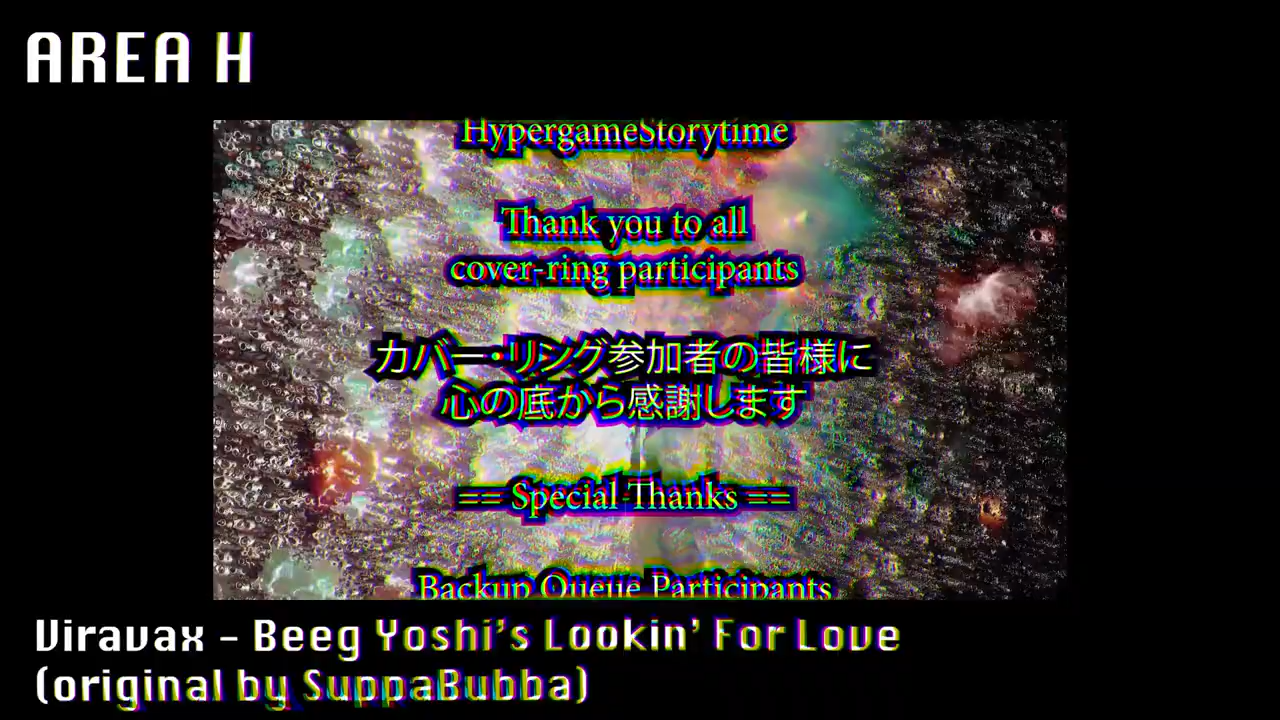 AREA H
HypergameStorytime
Thank you to all
cover-ring participants
カバー・リング参加者の皆様に
心の底から感謝します
== Special Thanks ==
Backup Queue Participants
Viravax - Beeg Yoshi's Lookin' For Love
(original by SuppaBubba)